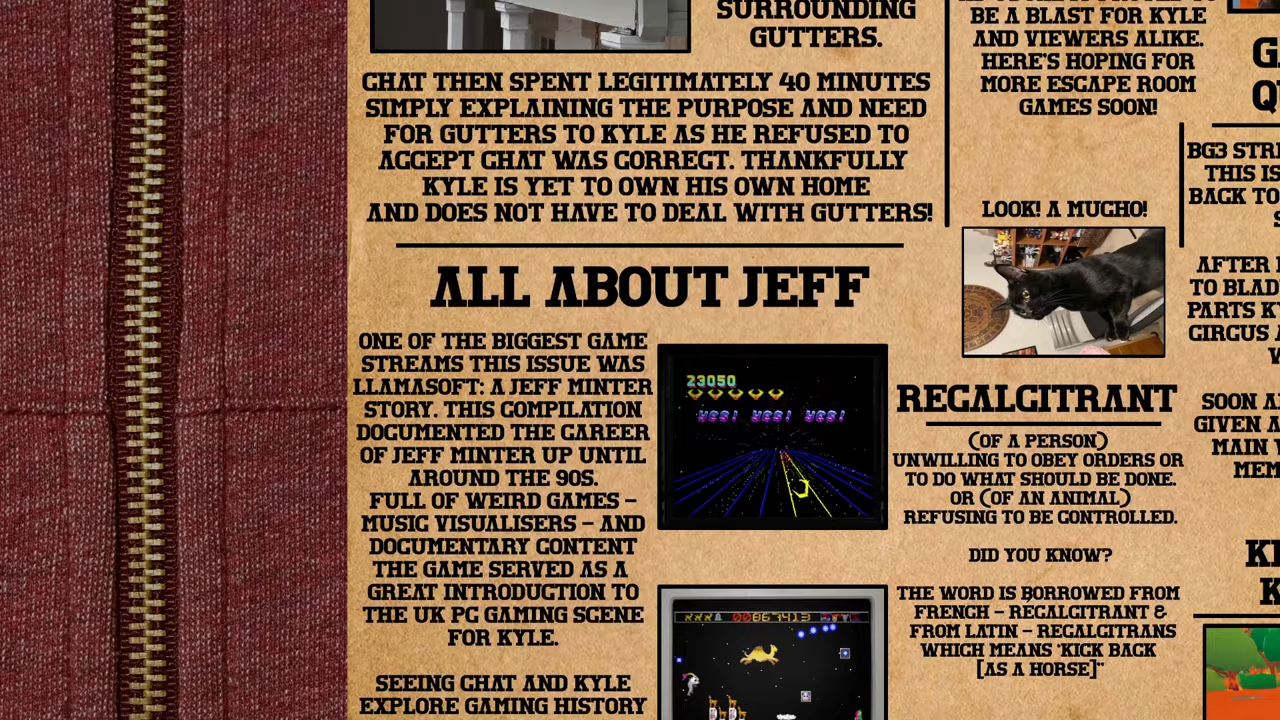 SURROUNDING
GUTTERS.
CHAT THEN SPENT LEGITIMATELY 40 MINUTES
SIMPLY EXPLAINING THE PURPOSE AND NEED
FOR GUTTERS TO KYLE AS HE REFUSED TO
ACCEPT CHAT WAS CORRECT. THANKFULLY
KYLE IS YET TO OWN HIS OWN HOME
AND DOES NOT HAVE TO DEAL WITH GUTTERS!
ALL ABOUT JEFF
ONE OF THE BIGGEST GAME
STREAMS THIS ISSUE WAS
LLAMASOFT: A JEFF MINTER
STORY. THIS COMPILATION
DOCUMENTED THE CAREER
OF JEFF MINTER UP UNTIL
AROUND THE 90S.
FULL OF WEIRD GAMES –
MUSIC VISUALISERS – AND
DOCUMENTARY CONTENT
THE GAME SERVED AS A
GREAT INTRODUCTION TO
THE UK PC GAMING SCENE
FOR KYLE.
SEEING CHAT AND KYLE
EXPLORE GAMING HISTORY
23050
YES! YES! YES!
00867413
BE A BLAST FOR KYLE
AND VIEWERS ALIKE.
HERE'S HOPING FOR
MORE ESCAPE ROOM
GAMES SOON!
LOOK! A MUCHO!
RECALCITRANT
(OF A PERSON)
UNWILLING TO OBEY ORDERS OR
TO DO WHAT SHOULD BE DONE.
OR (OF AN ANIMAL)
REFUSING TO BE CONTROLLED.
DID YOU KNOW?
THE WORD IS BORROWED FROM
FRENCH – RÉCALCITRANT &
FROM LATIN – RECALCITRANS
WHICH MEANS "KICK BACK
[AS A HORSE]"
BG3 STRE
THIS IS
BACK TO
AFTER
TO BLAD
PARTS K
CIRCUS
SOON A
GIVEN A
MAIN
MEM